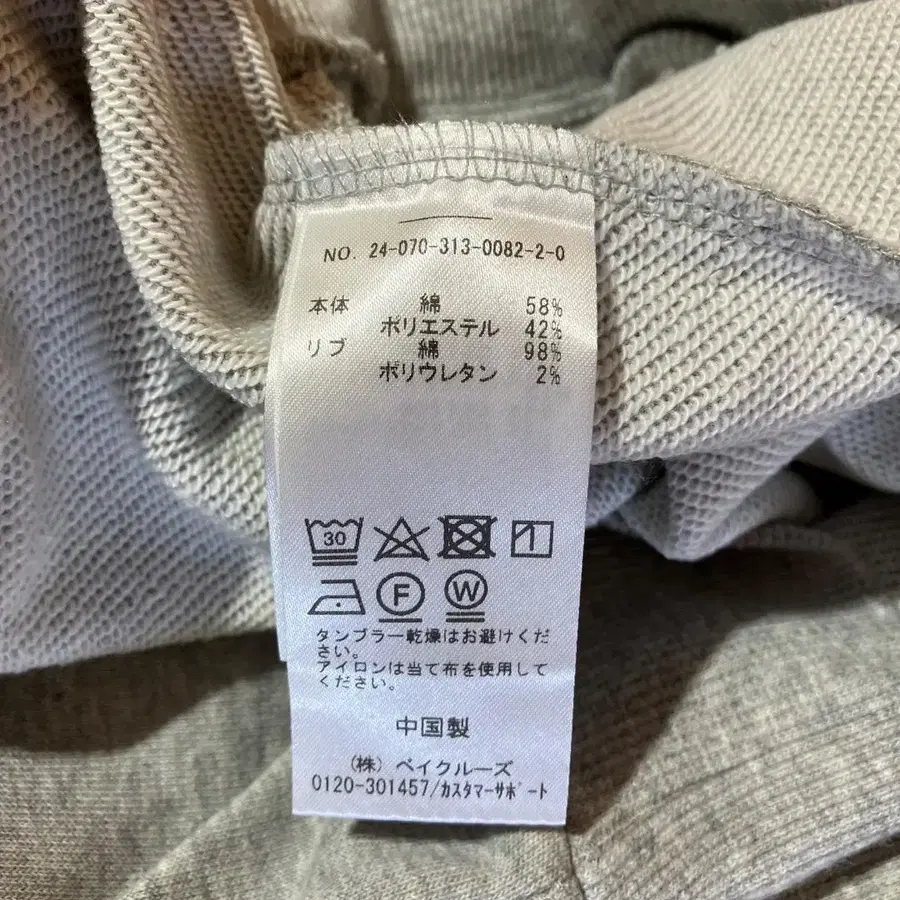 NO. 24-070-313-0082-2-0
本体 綿 58%
ポリエステル 42%
リブ 綿 98%
ポリウレタン 2%
30
F W
タンブラー乾燥はお避けくだ
さい。
アイロンは当て布を使用して
ください。
中国製
(株) ベイクルーズ
0120-301457/カスタマーサポート